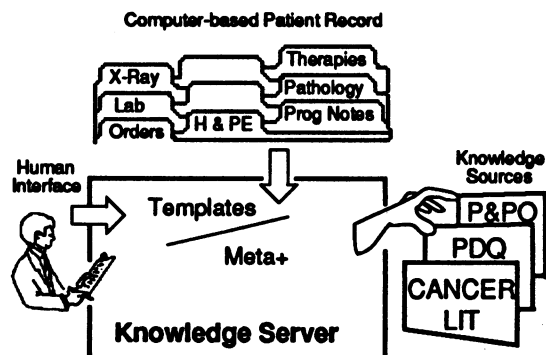 Computer-based Patient Record
Therapies
X-Ray
Pathology
Lab
Prog Notes
H & PE
Orders
Human
Interface
Knowledge
Sources
Templates
Meta+
P&PO
PDQ
CANCER
LIT
Knowledge Server